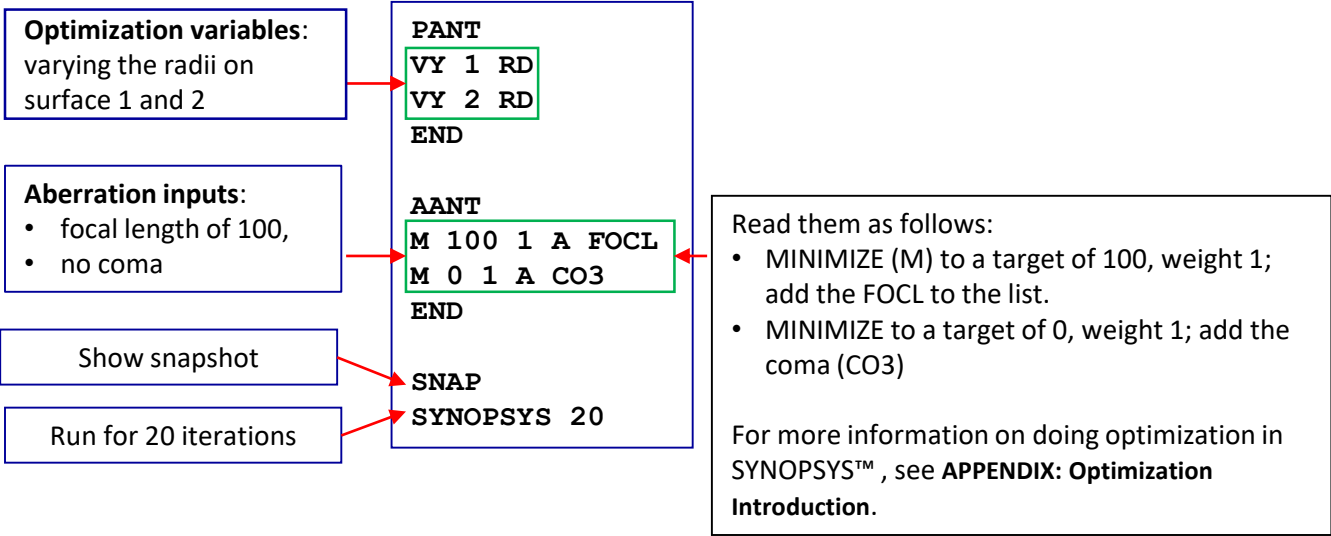 Optimization variables:
varying the radii on
surface 1 and 2
Aberration inputs:
• focal length of 100,
• no coma
Show snapshot
Run for 20 iterations
PANT
VY 1 RD
VY 2 RD
END
AANT
M 100 1 A FOCL
M 0 1 A CO3
END
SNAP
SYNOPSYS 20
Read them as follows:
• MINIMIZE (M) to a target of 100, weight 1;
add the FOCL to the list.
• MINIMIZE to a target of 0, weight 1; add the
coma (CO3)
For more information on doing optimization in
SYNOPSYS™ , see APPENDIX: Optimization
Introduction.